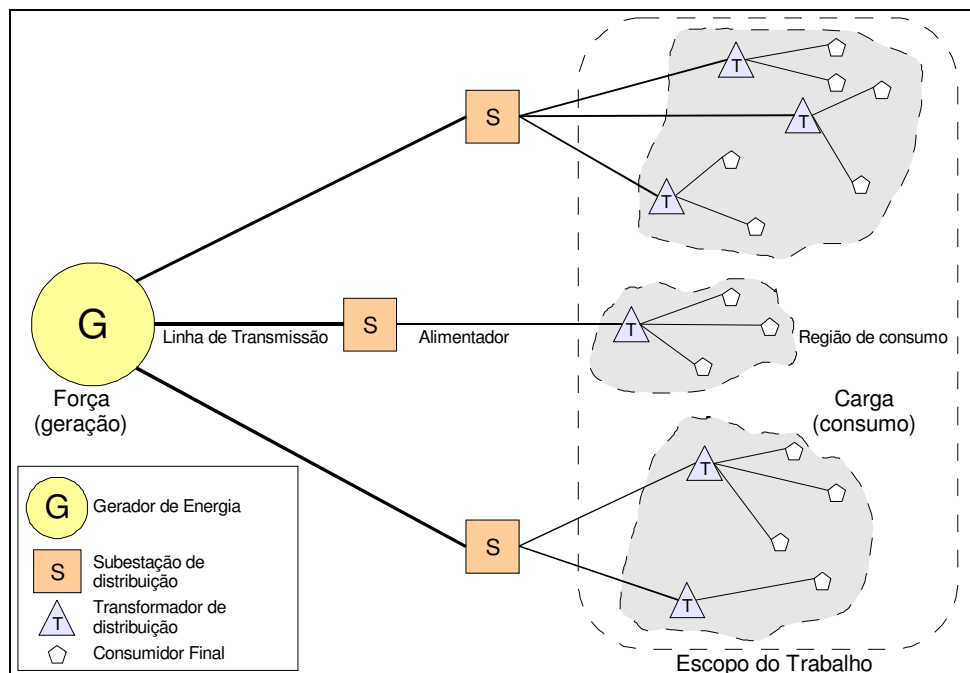 T
T
S
T
T
G
Linha de Transmissão
S
Alimentador
T
Região de consumo
Força
(geração)
Carga
(consumo)
T
S
T
G
Gerador de Energia
S
Subestação de
distribuição
T
Transformador de
distribuição
Consumidor Final
Escopo do Trabalho